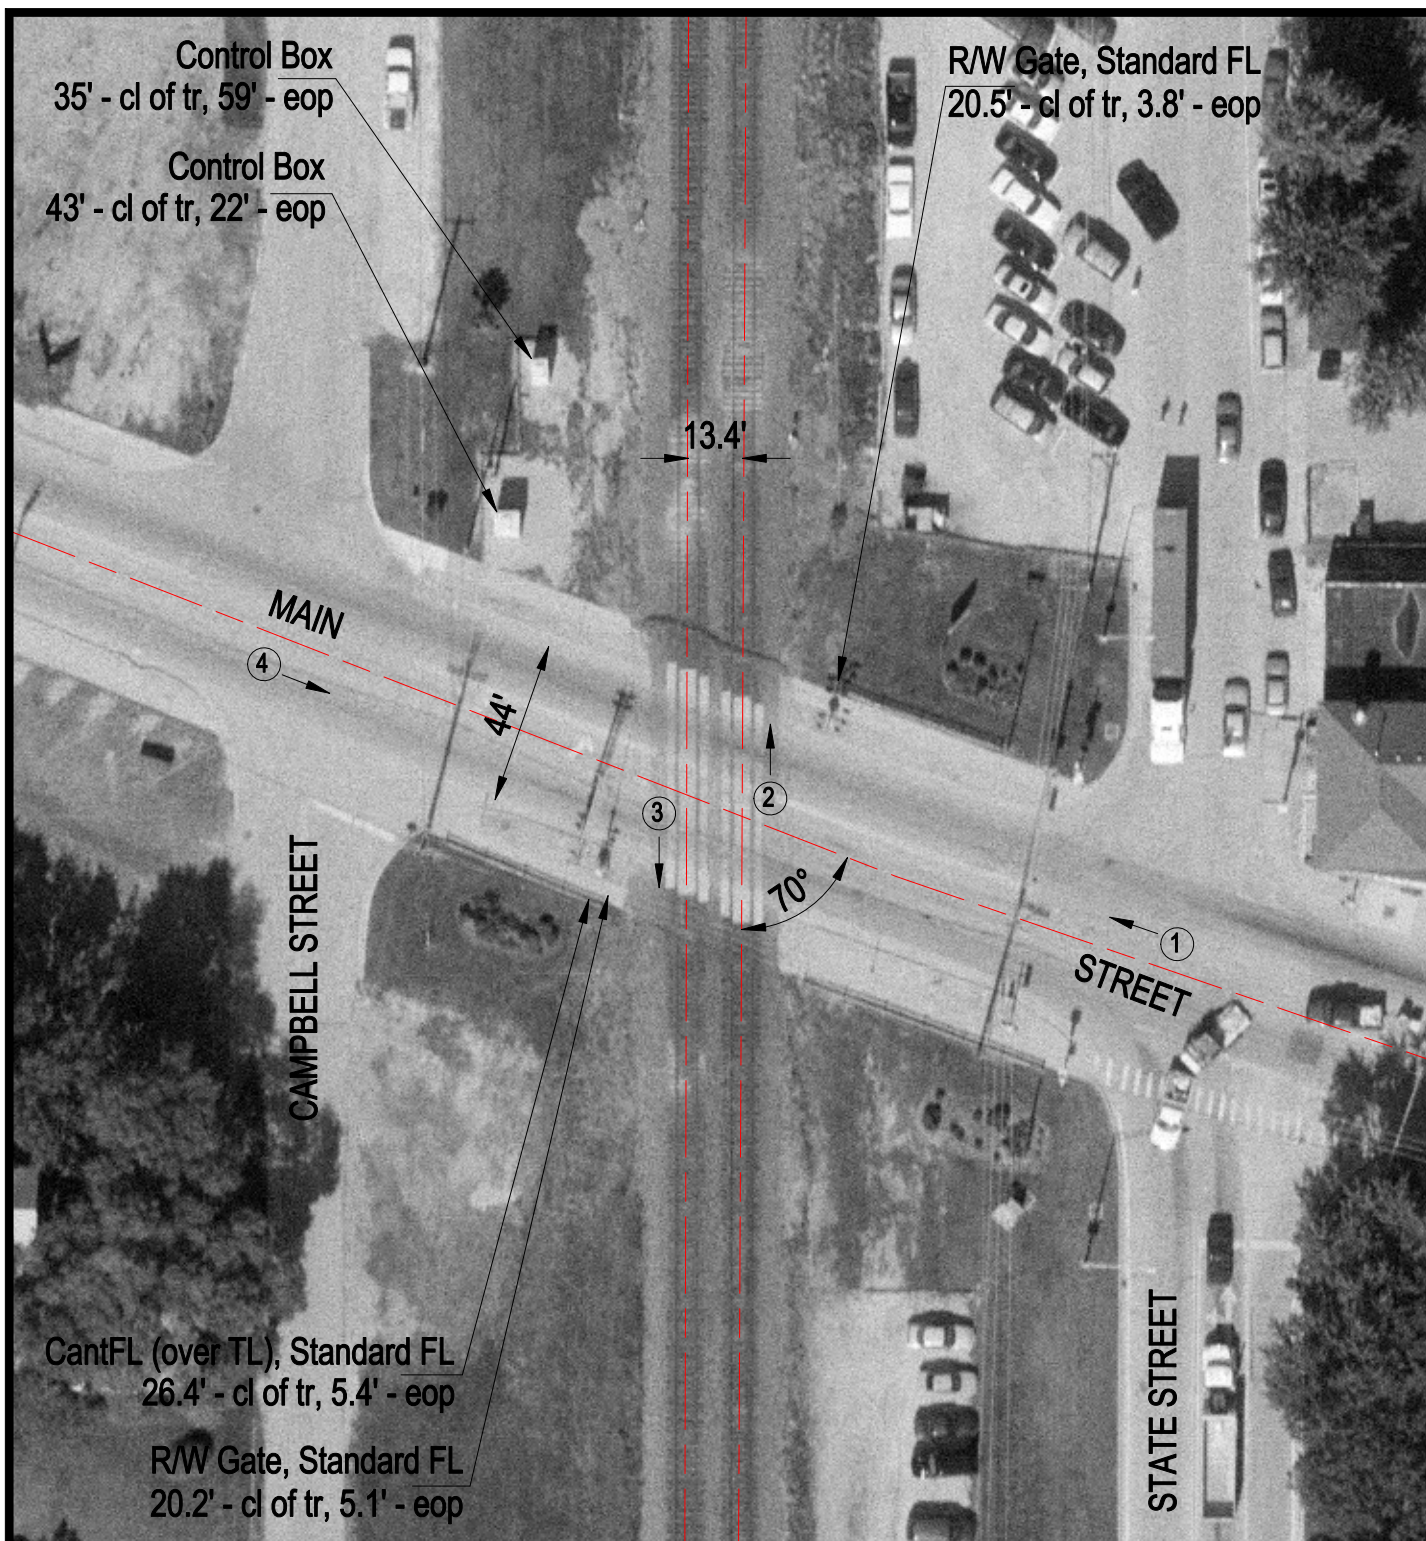 Control Box
35' - cl of tr, 59' - eop
R/W Gate, Standard FL
20.5' - cl of tr, 3.8' - eop
Control Box
43' - cl of tr, 22' - eop
13.4'
MAIN
4
44'
3
2
70°
1
STREET
CAMPBELL STREET
STATE STREET
CantFL (over TL), Standard FL
26.4' - cl of tr, 5.4' - eop
R/W Gate, Standard FL
20.2' - cl of tr, 5.1' - eop